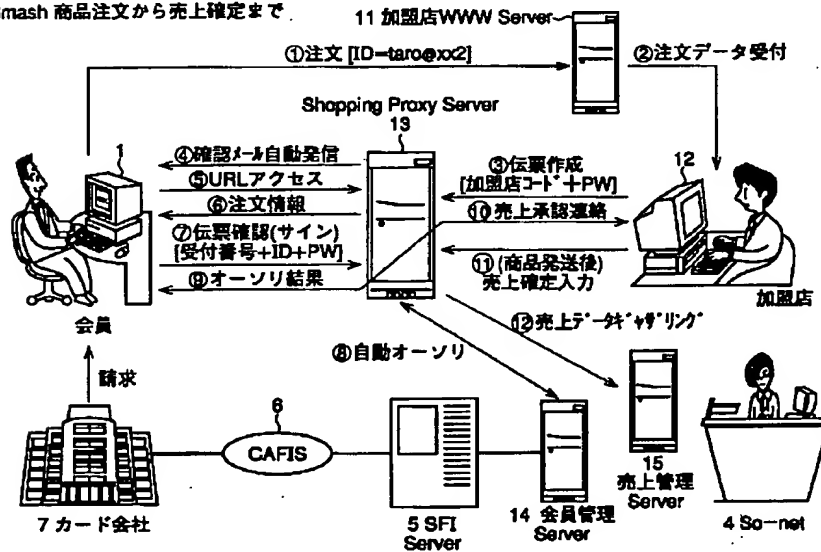 mash 商品注文から売上確定まで
11 加盟店WWW Server
①注文 [ID=taro@xx2]
②注文データ受付
Shopping Proxy Server
13
1
12
④確認メール自動発信
⑤URLアクセス
⑥注文情報
⑦伝票確認(サイン)
[受付番号+ID+PW]
⑨オーソリ結果
③伝票作成
[加盟店コード+PW]
⑩売上承認連絡
⑪(商品発送後)
売上確定入力
会員
加盟店
⑫売上データギャザリング
⑧自動オーソリ
請求
6
CAFIS
7 カード会社
5 SFI
Server
14 会員管理
Server
15
売上管理
Server
4 So-net